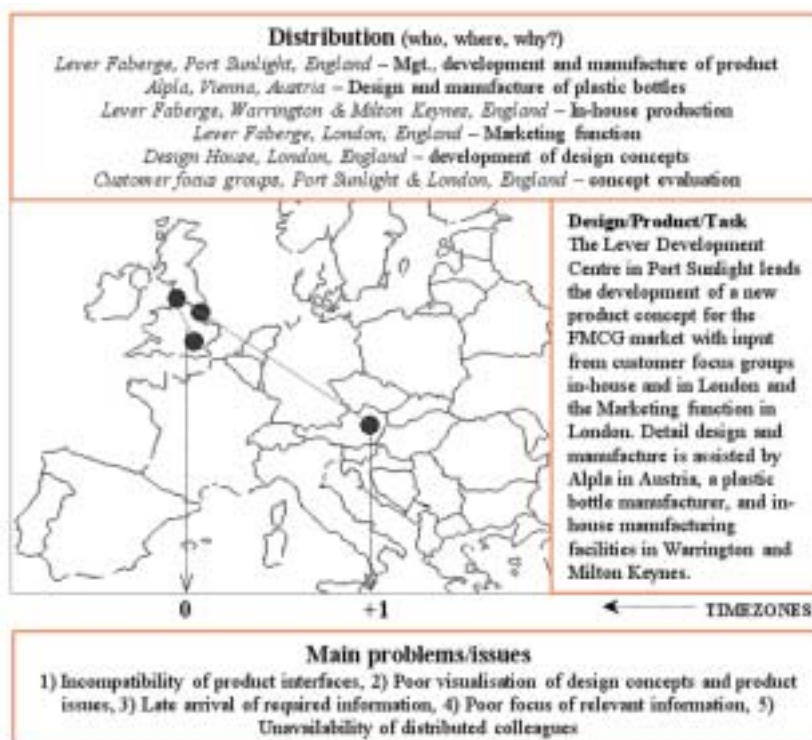 Distribution (who, where, why?)
Lever Faberge, Port Sunlight, England – Mgt., development and manufacture of product
Alpla, Vienna, Austria – Design and manufacture of plastic bottles
Lever Faberge, Warrington & Milton Keynes, England – In-house production
Lever Faberge, London, England – Marketing function
Design House, London, England – development of design concepts
Customer focus groups, Port Sunlight & London, England – concept evaluation
Design/Product/Task
The Lever Development
Centre in Port Sunlight leads
the development of a new
product concept for the
FMCG market with input
from customer focus groups
in-house and in London and
the Marketing function in
London. Detail design and
manufacture is assisted by
Alpla in Austria, a plastic
bottle manufacturer, and in-
house manufacturing
facilities in Warrington and
Milton Keynes.
0 +1 TIMEZONES
Main problems/issues
1) Incompatibility of product interfaces, 2) Poor visualisation of design concepts and product
issues, 3) Late arrival of required information, 4) Poor focus of relevant information, 5)
Unavailability of distributed colleagues